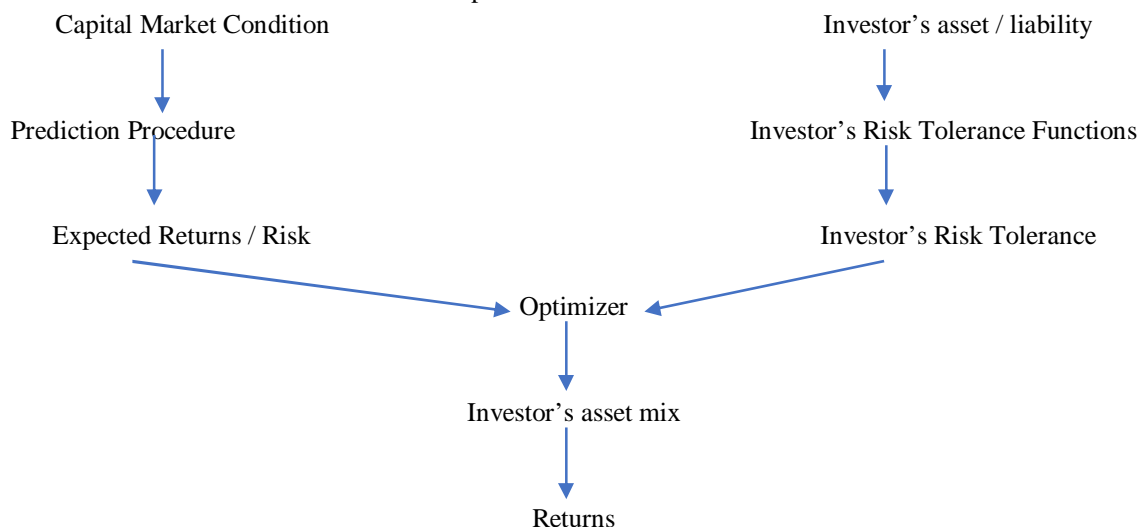 Capital Market Condition
Investor’s asset / liability
Prediction Procedure
Investor’s Risk Tolerance Functions
Expected Returns / Risk
Investor’s Risk Tolerance
Optimizer
Investor’s asset mix
Returns